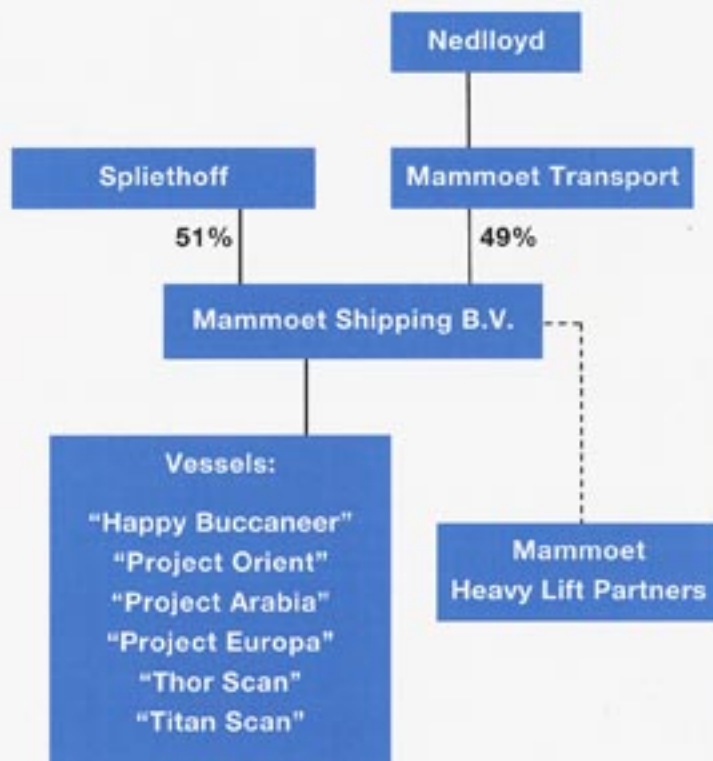 Nedlloyd
Spliethoff
Mammoet Transport
51%
49%
Mammoet Shipping B.V.
Vessels:
“Happy Buccaneer”
“Project Orient”
“Project Arabia”
“Project Europa”
“Thor Scan”
“Titan Scan”
Mammoet
Heavy Lift Partners